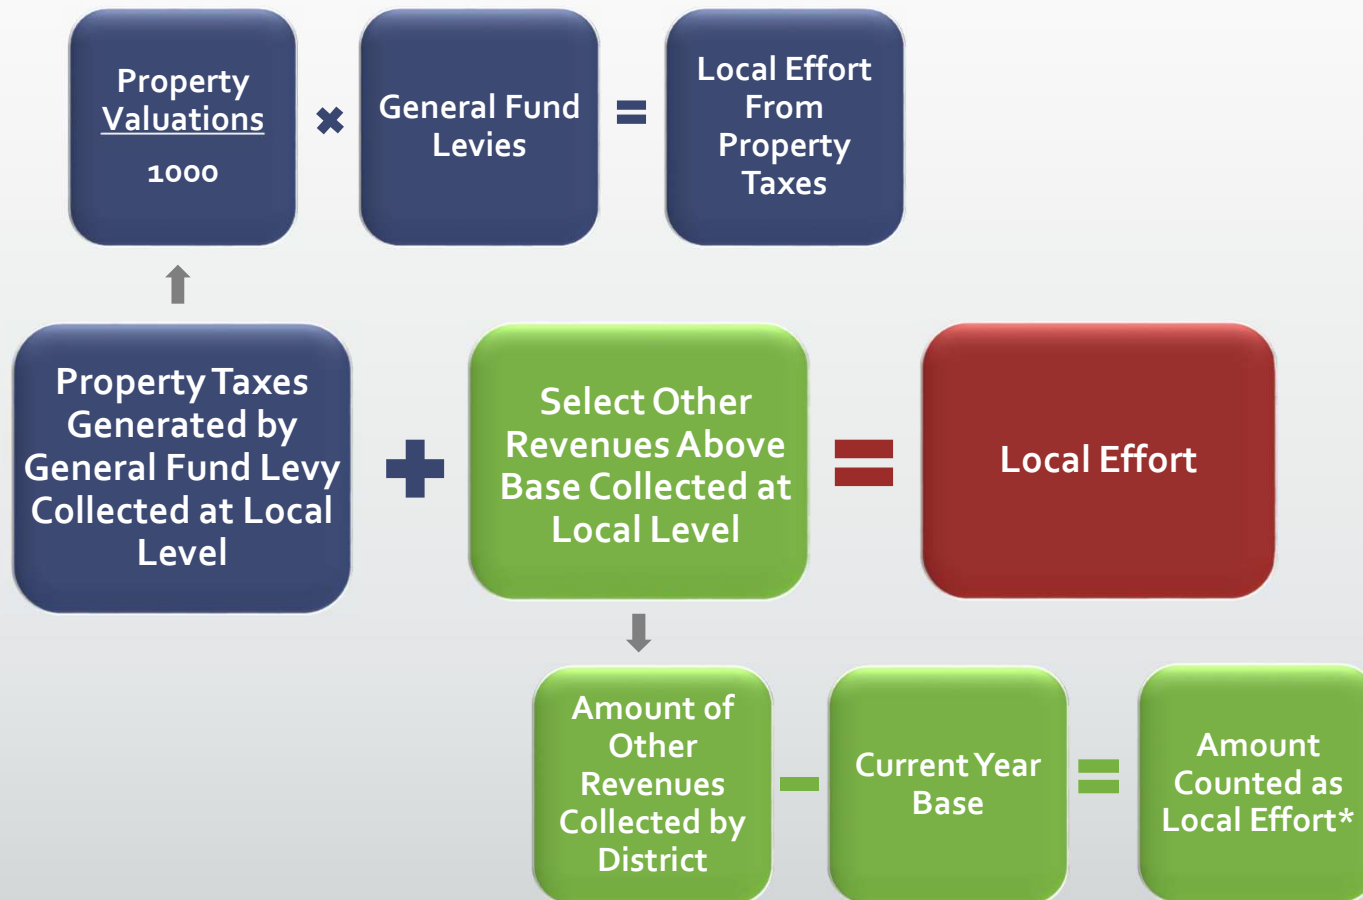 Property
Valuations
1000
×
General Fund
Levies
=
Local Effort
From
Property
Taxes
Property Taxes
Generated by
General Fund Levy
Collected at Local
Level
+
Select Other
Revenues Above
Base Collected at
Local Level
=
Local Effort
Amount of
Other
Revenues
Collected by
District
-
Current Year
Base
=
Amount
Counted as
Local Effort*